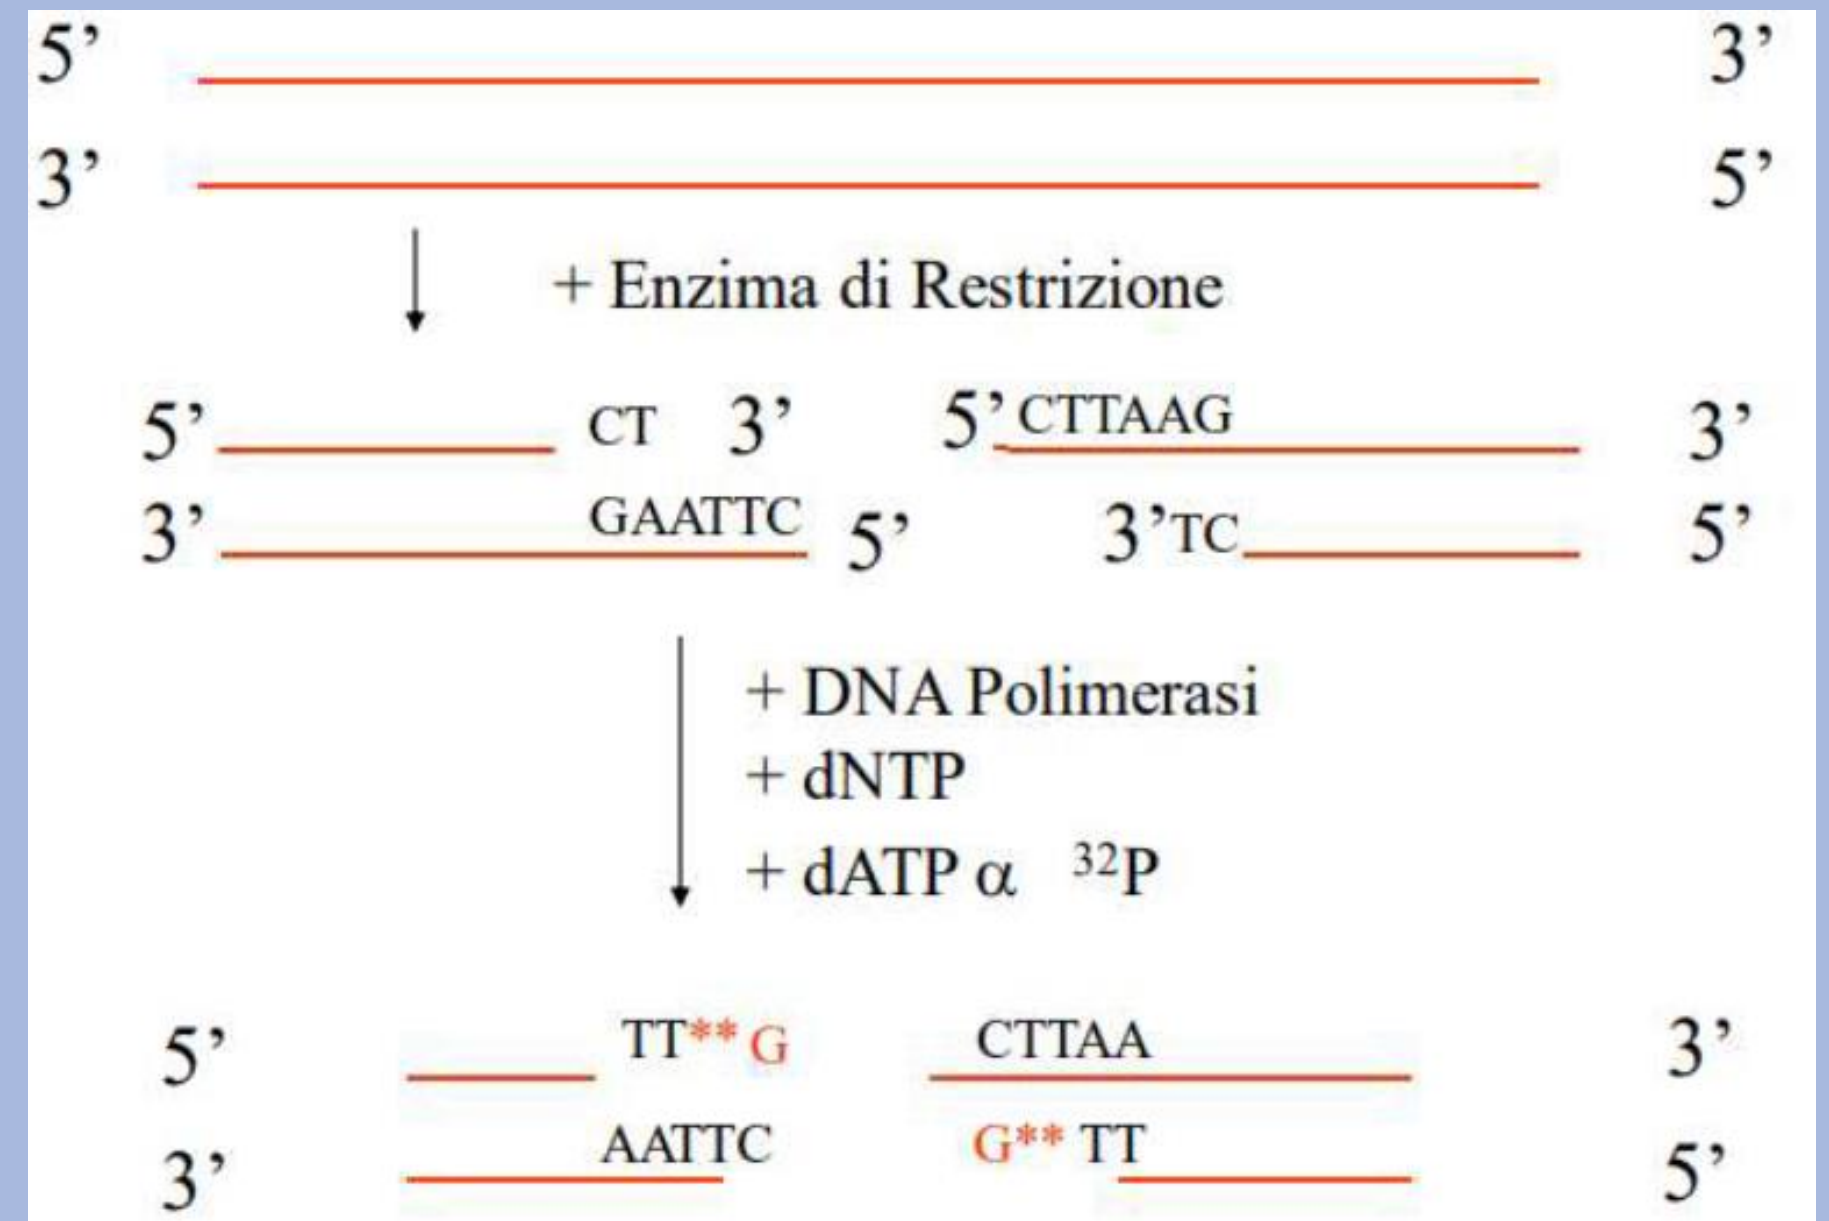 5’ 3’
3’ 5’
+ Enzima di Restrizione
5’ CT 3’ 5’ CTTAAG 3’
3’ GAATTC 5’ 3’TC 5’
+ DNA Polimerasi
+ dNTP
+ dATP α ³²P
5’ TT** G CTTAA 3’
3’ AATTC G** TT 5’